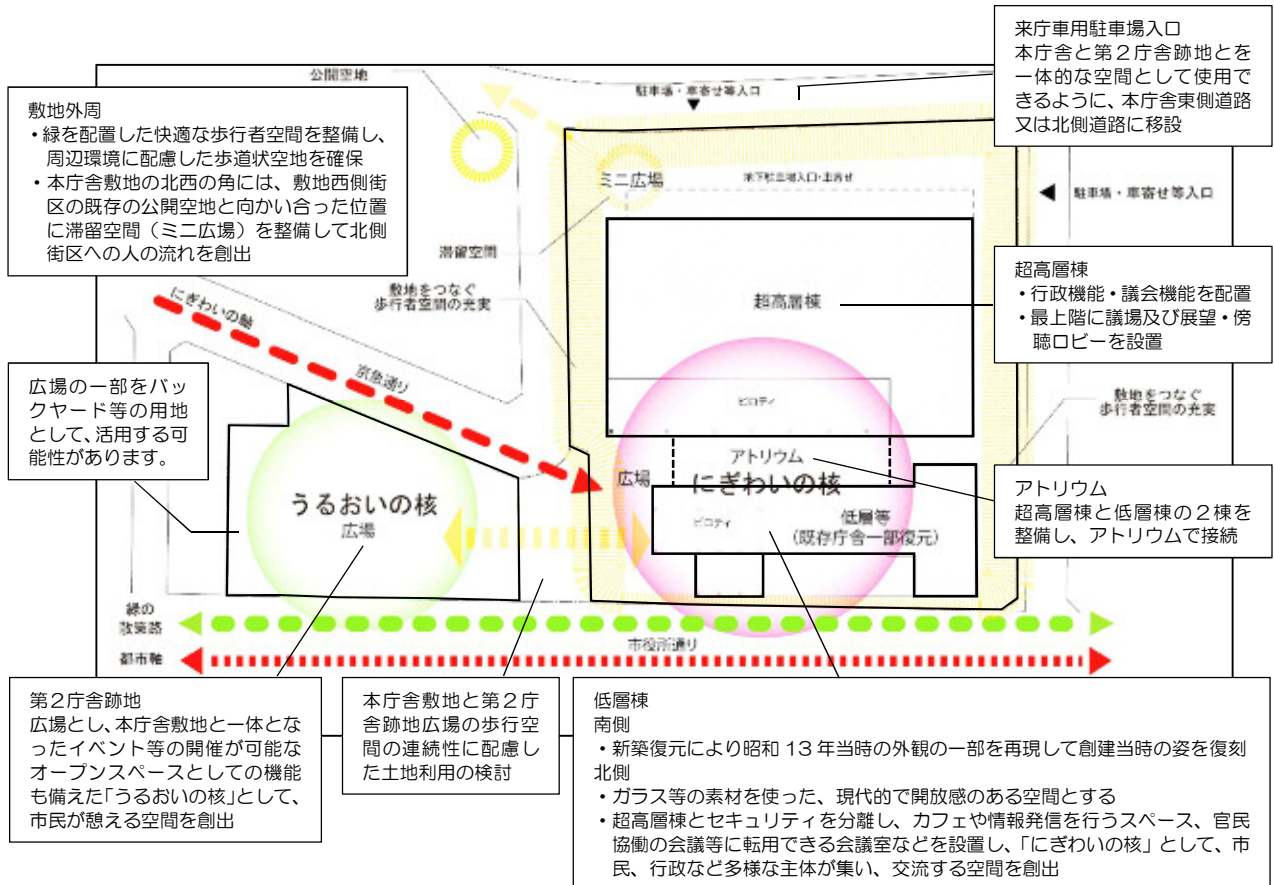 来庁車用駐車場入口
本庁舎と第２庁舎跡地とを
一体的な空間として使用で
きるように、本庁舎東側道路
又は北側道路に移設
公開空地
駐車場・車寄せ等入口
敷地外周
・緑を配置した快適な歩行者空間を整備し、
周辺環境に配慮した歩道状空地を確保
・本庁舎敷地の北西の角には、敷地西側街
区の既存の公開空地と向かい合った位置
に滞留空間（ミニ広場）を整備して北側
街区への人の流れを創出
ミニ広場
地下駐車場入口・車寄せ
駐車場・車寄せ等入口
滞留空間
敷地をつなぐ
歩行者空間の充実
超高層棟
超高層棟
・行政機能・議会機能を配置
・最上階に議場及び展望・傍
聴ロビーを設置
にぎわいの軸
京急通り
広場の一部をバッ
クヤード等の用地
として、活用する可
能性があります。
ピロティ
敷地をつなぐ
歩行者空間の充実
アトリウム
広場
にぎわいの核
うるおいの核
広場
ピロティ
低層等
（既存庁舎一部復元）
アトリウム
超高層棟と低層棟の２棟を
整備し、アトリウムで接続
緑の
散策路
市役所通り
都市軸
第２庁舎跡地
広場とし、本庁舎敷地と一体とな
ったイベント等の開催が可能な
オープンスペースとしての機能
も備えた「うるおいの核」として、
市民が憩える空間を創出
本庁舎敷地と第２庁
舎跡地広場の歩行空
間の連続性に配慮し
た土地利用の検討
低層棟
南側
・新築復元により昭和 13 年当時の外観の一部を再現して創建当時の姿を復刻
北側
・ガラス等の素材を使った、現代的で開放感のある空間とする
・超高層棟とセキュリティを分離し、カフェや情報発信を行うスペース、官民
協働の会議等に転用できる会議室などを設置し、「にぎわいの核」として、市
民、行政など多様な主体が集い、交流する空間を創出